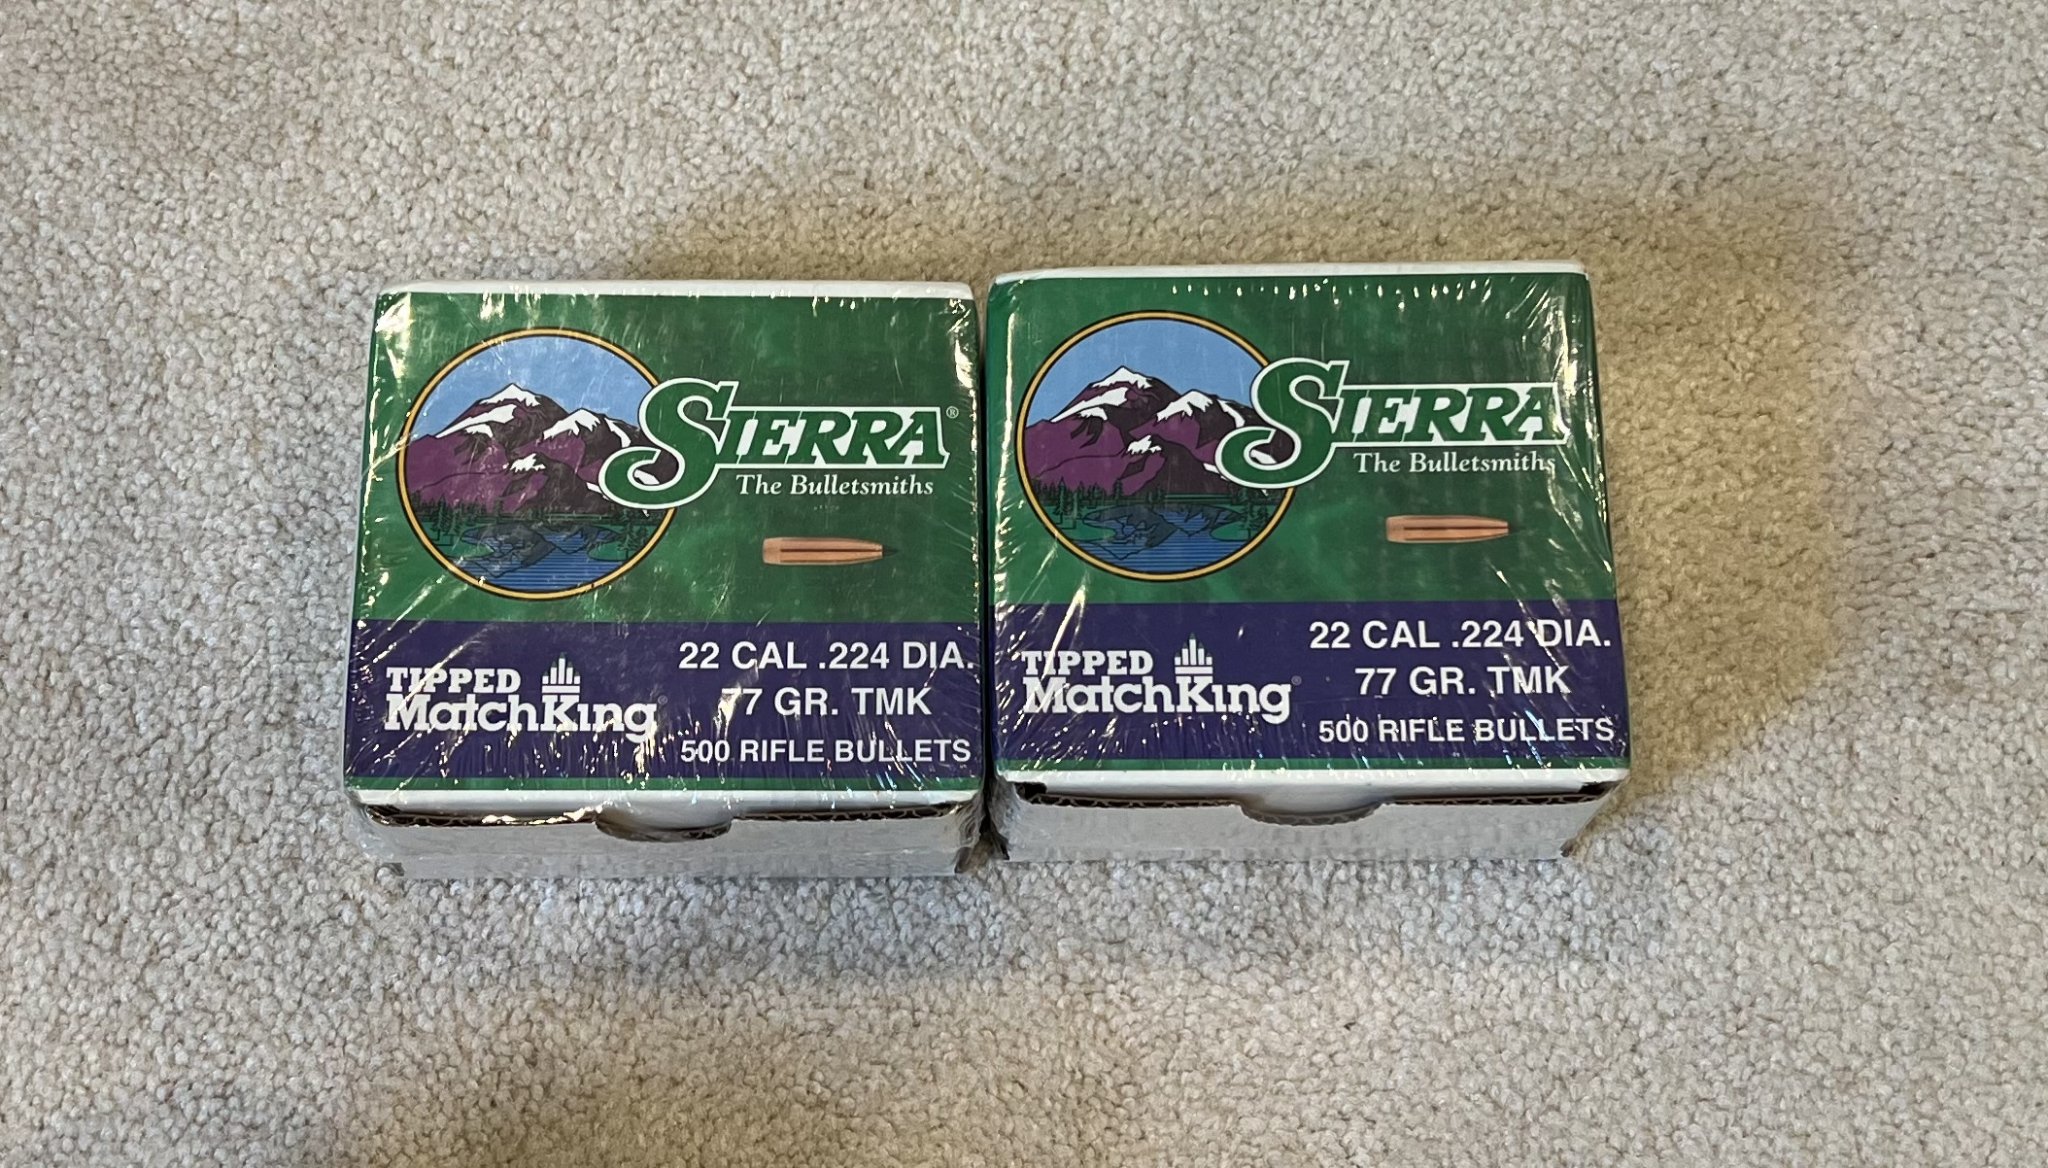 SIERRA®
The Bulletsmiths
TIPPED
MatchKing®
22 CAL .224 DIA.
77 GR. TMK
500 RIFLE BULLETS
SIERRA
The Bulletsmiths
TIPPED
MatchKing®
22 CAL .224 DIA.
77 GR. TMK
500 RIFLE BULLETS